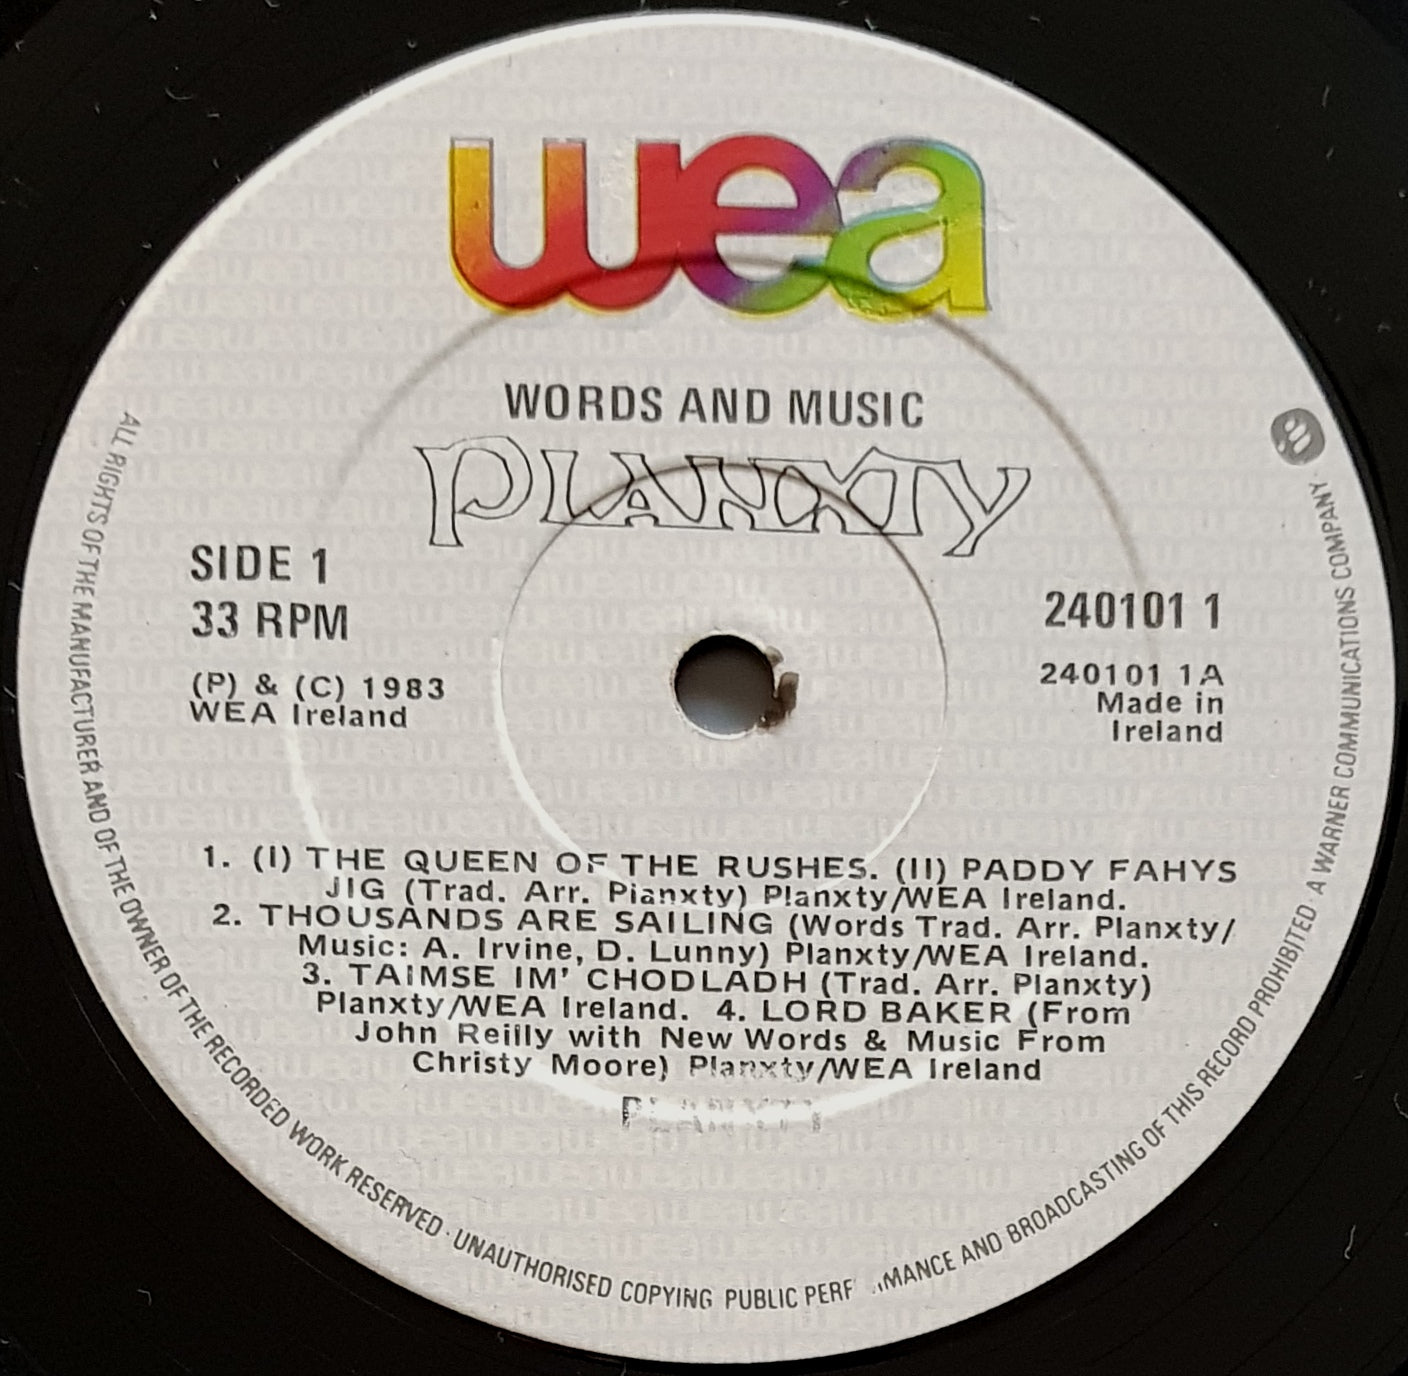 wea
WORDS AND MUSIC
PLANXTY
SIDE 1
33 RPM
(P) & (C) 1983
WEA Ireland
240101 1
240101 1A
Made in
Ireland
1. (I) THE QUEEN OF THE RUSHES. (II) PADDY FAHYS
JIG (Trad. Arr. Planxty) Planxty/WEA Ireland.
2. THOUSANDS ARE SAILING (Words Trad. Arr. Planxty/
Music: A. Irvine, D. Lunny) Planxty/WEA Ireland.
3. TAIMSE IM' CHODLADH (Trad. Arr. Planxty)
Planxty/WEA Ireland. 4. LORD BAKER (From
John Reilly with New Words & Music From
Christy Moore) Planxty/WEA Ireland
PLANXTY
ALL RIGHTS OF THE MANUFACTURER AND OF THE OWNER OF THE RECORDED WORK RESERVED · UNAUTHORISED COPYING PUBLIC PERF MANCE AND BROADCASTING OF THIS RECORD PROHIBITED · A WARNER COMMUNICATIONS COMPANY